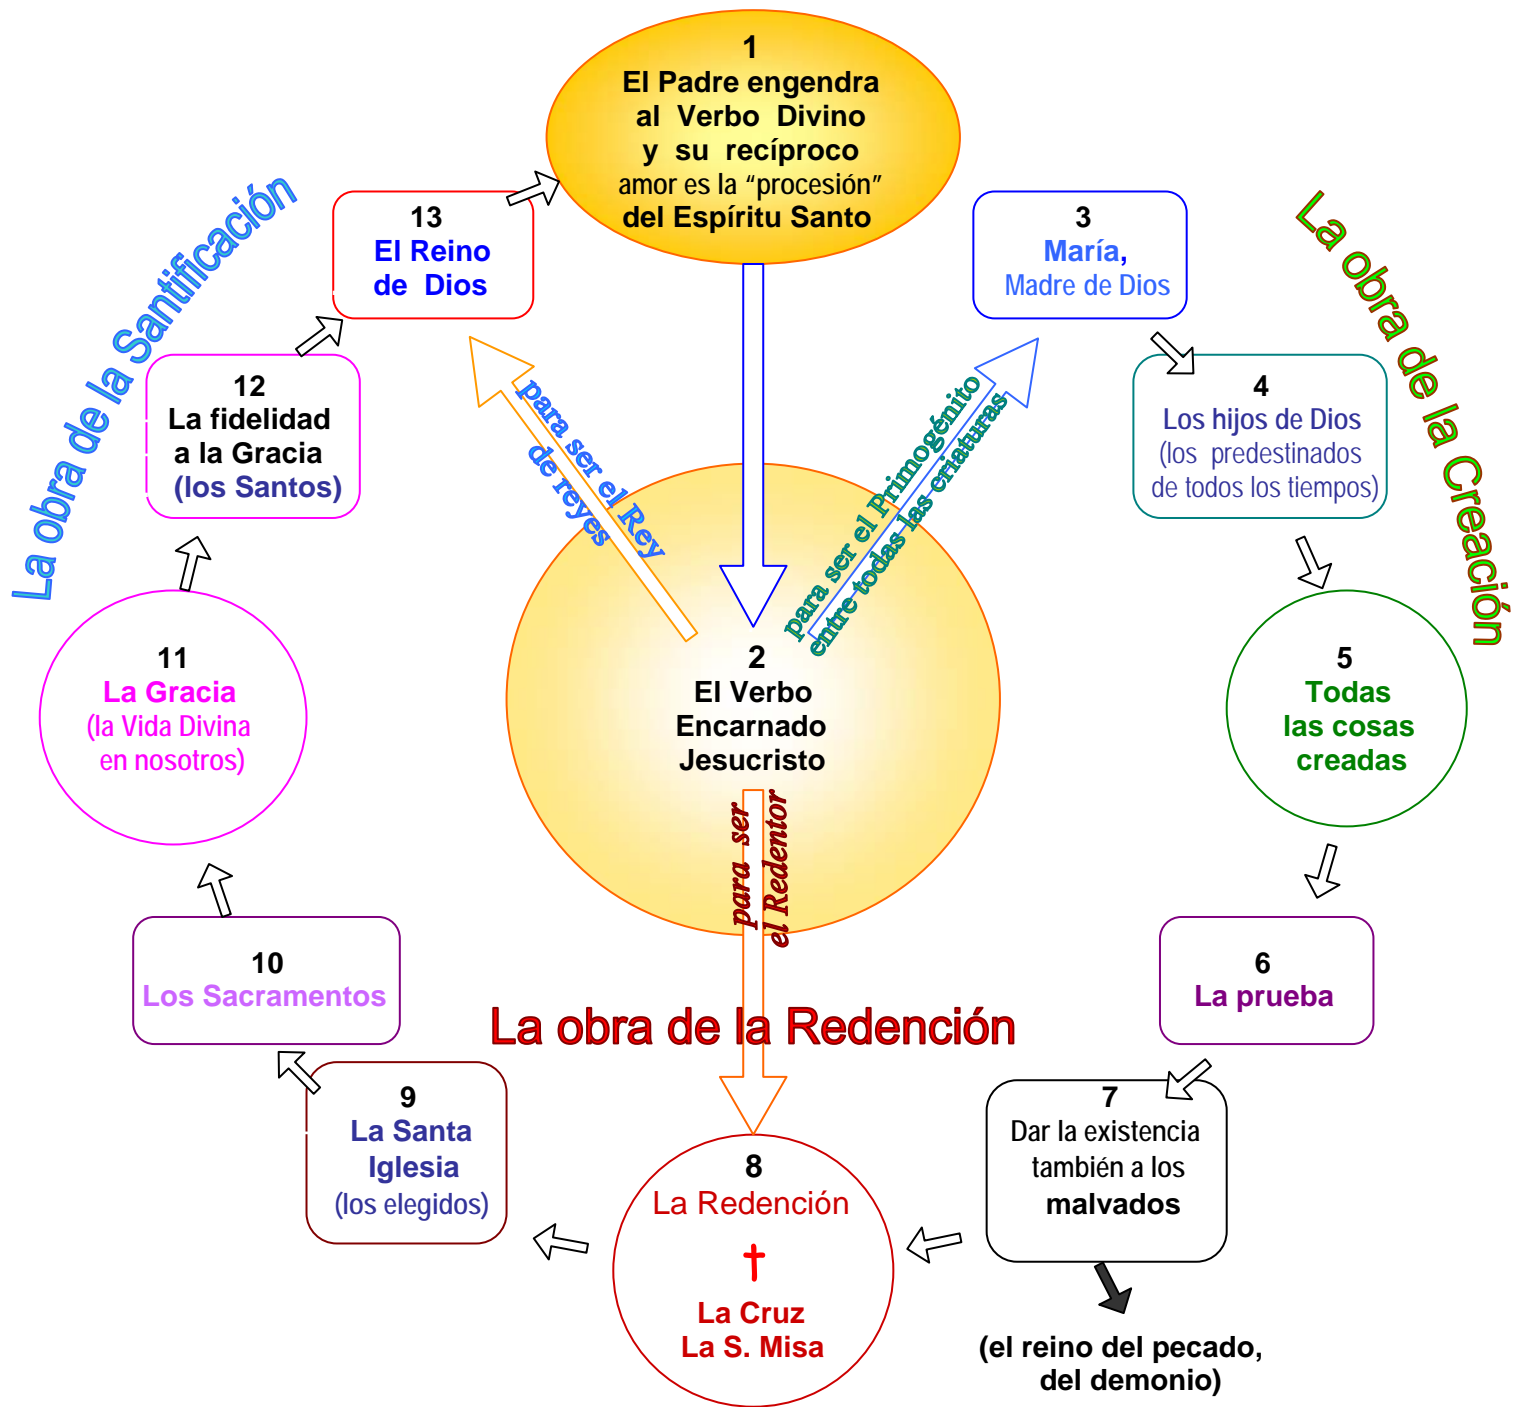 1
El Padre engendra
al Verbo Divino
y su recíproco
amor es la “procesión”
del Espíritu Santo
La obra de la Santificación
13
El Reino
de Dios
3
María,
Madre de Dios
La obra de la Creación
12
La fidelidad
a la Gracia
(los Santos)
para ser el Rey
de reyes
para ser el Primogénito
entre todas las criaturas
4
Los hijos de Dios
(los predestinados
de todos los tiempos)
11
La Gracia
(la Vida Divina
en nosotros)
2
El Verbo
Encarnado
Jesucristo
5
Todas
las cosas
creadas
para ser
el Redentor
10
Los Sacramentos
6
La prueba
La obra de la Redención
9
La Santa
Iglesia
(los elegidos)
8
La Redención
†
La Cruz
La S. Misa
7
Dar la existencia
también a los
malvados
(el reino del pecado,
del demonio)